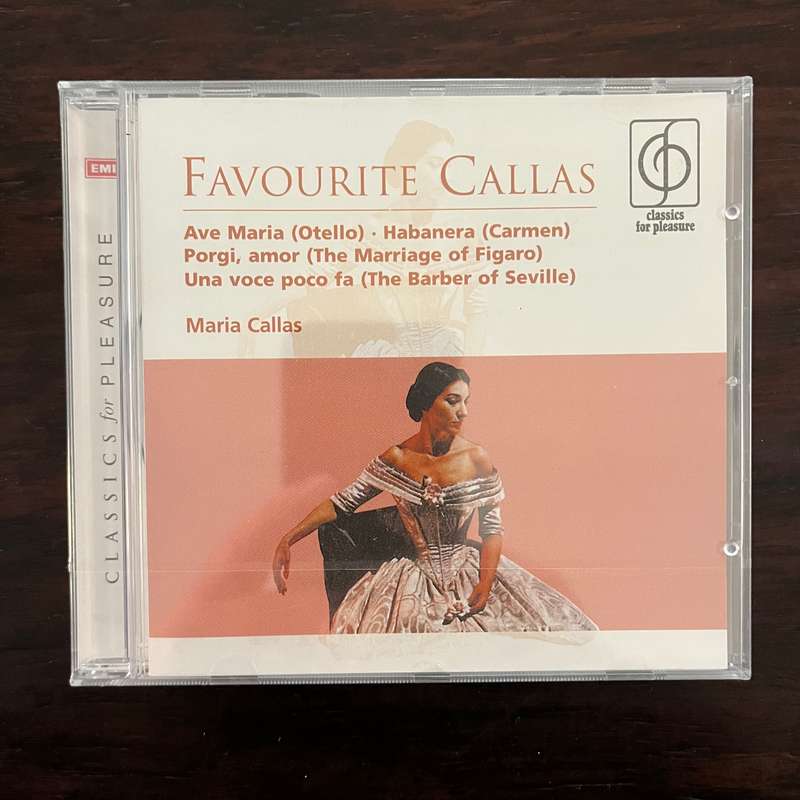 FAVOURITE CALLAS
Ave Maria (Otello) · Habanera (Carmen)
Porgi, amor (The Marriage of Figaro)
Una voce poco fa (The Barber of Seville)
Maria Callas
classics
for pleasure
EMI
CLASSICS for PLEASURE